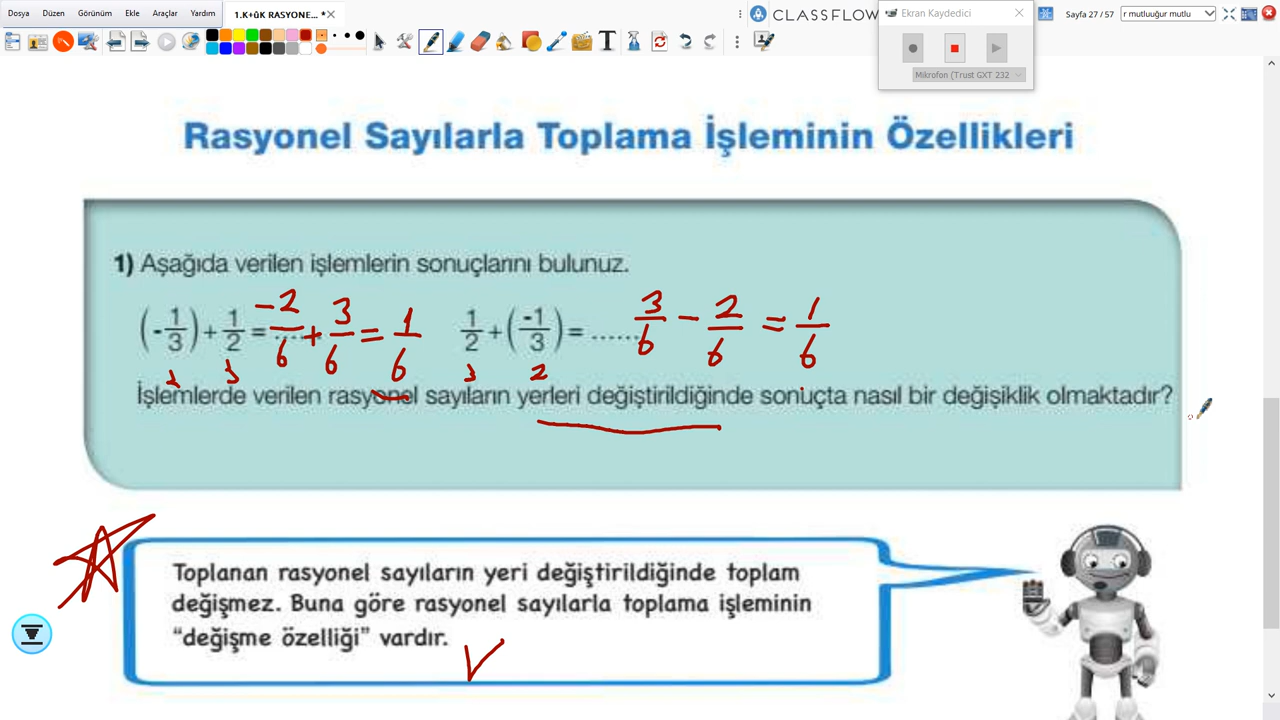 Dosya Düzen Görünüm Ekle Araçlar Yardım 1.K+ûK RASYONE... * CLASSFLOW Ekran Kaydedici Sayfa 27 / 57 r mutluuğur mutlu
Mikrofon (Trust GXT 232
Rasyonel Sayılarla Toplama İşleminin Özellikleri
1) Aşağıda verilen işlemlerin sonuçlarını bulunuz.
(-1/3) + 1/2 = ...... -2/6 + 3/6 = 1/6 1/2 + (-1/3) = ...... 3/6 - 2/6 = 1/6
2 3 3 2
İşlemlerde verilen rasyonel sayıların yerleri değiştirildiğinde sonuçta nasıl bir değişiklik olmaktadır?
Toplanan rasyonel sayıların yeri değiştirildiğinde toplam
değişmez. Buna göre rasyonel sayılarla toplama işleminin
"değişme özelliği" vardır.